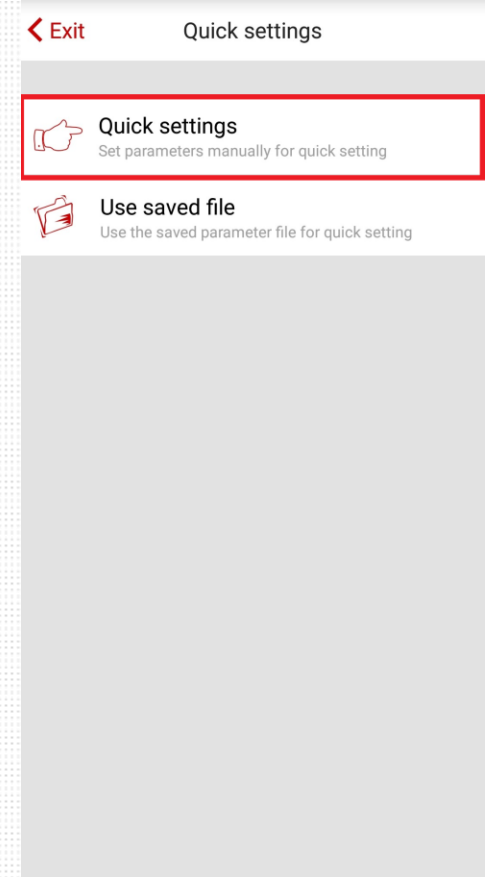 Exit
Quick settings
Quick settings
Set parameters manually for quick setting
Use saved file
Use the saved parameter file for quick setting